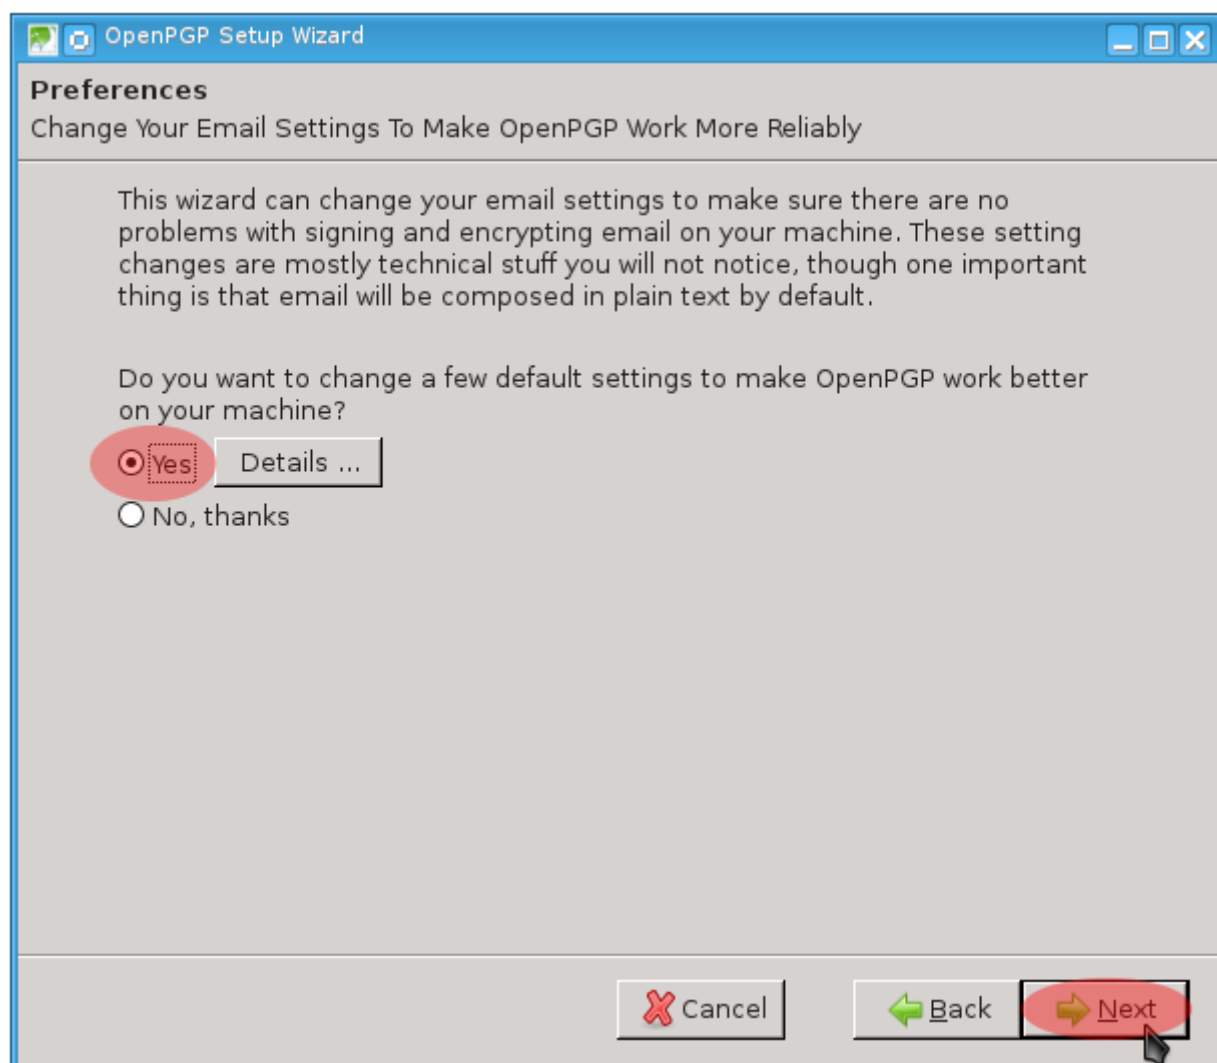 OpenPGP Setup Wizard
Preferences
Change Your Email Settings To Make OpenPGP Work More Reliably
This wizard can change your email settings to make sure there are no
problems with signing and encrypting email on your machine. These setting
changes are mostly technical stuff you will not notice, though one important
thing is that email will be composed in plain text by default.
Do you want to change a few default settings to make OpenPGP work better
on your machine?
Yes Details ...
No, thanks
Cancel Back Next